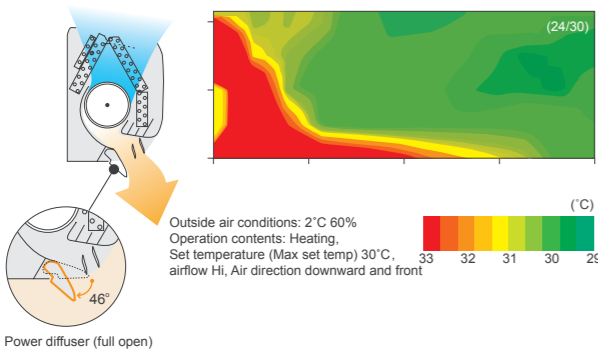 (24/30)
Outside air conditions: 2˚C 60%
Operation contents: Heating,
Set temperature (Max set temp) 30˚C,
airflow Hi, Air direction downward and front
(˚C)
33 32 31 30 29
46°
Power diffuser (full open)